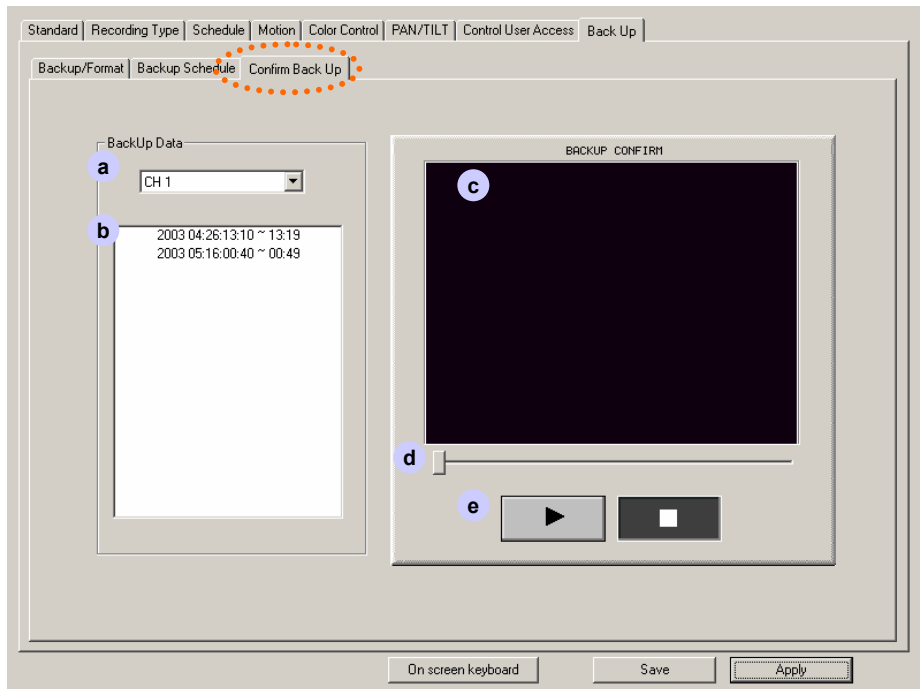 Standard Recording Type Schedule Motion Color Control PAN/TILT Control User Access Back Up
Backup/Format Backup Schedule Confirm Back Up
BackUp Data
a
CH 1
b
2003 04:26:13:10 ~ 13:19
2003 05:16:00:40 ~ 00:49
BACKUP CONFIRM
c
d
e
On screen keyboard Save Apply